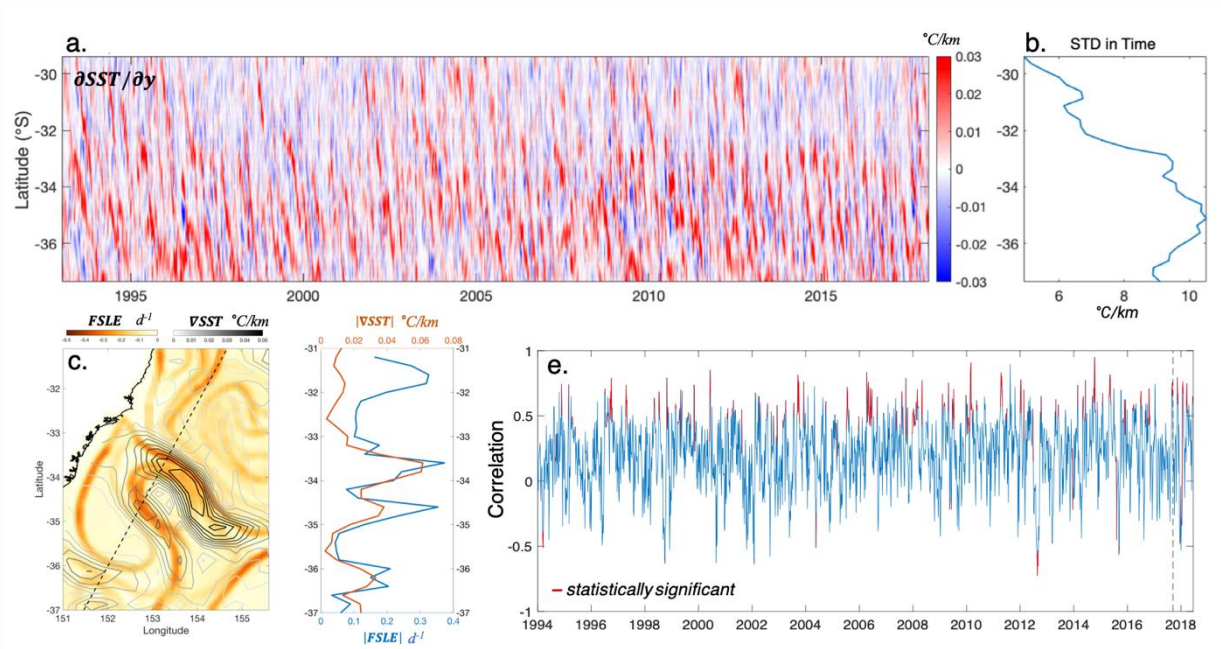 a.
°C/km
b.
STD in Time
∂SST/∂y
Latitude (°S)
-30
-32
-34
-36
1995
2000
2005
2010
2015
0.03
0.02
0.01
0
-0.01
-0.02
-0.03
-30
-32
-34
-36
6
8
10
°C/km
FSLE d⁻¹
∇SST °C/km
-0.5 -0.4 -0.3 -0.2 -0.1 0
0 0.02 0.03 0.05 0.06
c.
-32
-33
-34
-35
-36
-37
Latitude
151 152 153 154 155
Longitude
|∇SST| °C/km
0 0.02 0.04 0.06 0.08
-31 -31
-33 -33
-34 -34
-35 -35
-36
-37 -37
0 0.1 0.2 0.3 0.4
|FSLE| d⁻¹
e.
1
0.5
0
-0.5
-1
Correlation
statistically significant
1994 1996 1998 2000 2002 2004 2006 2008 2010 2012 2014 2016 2018